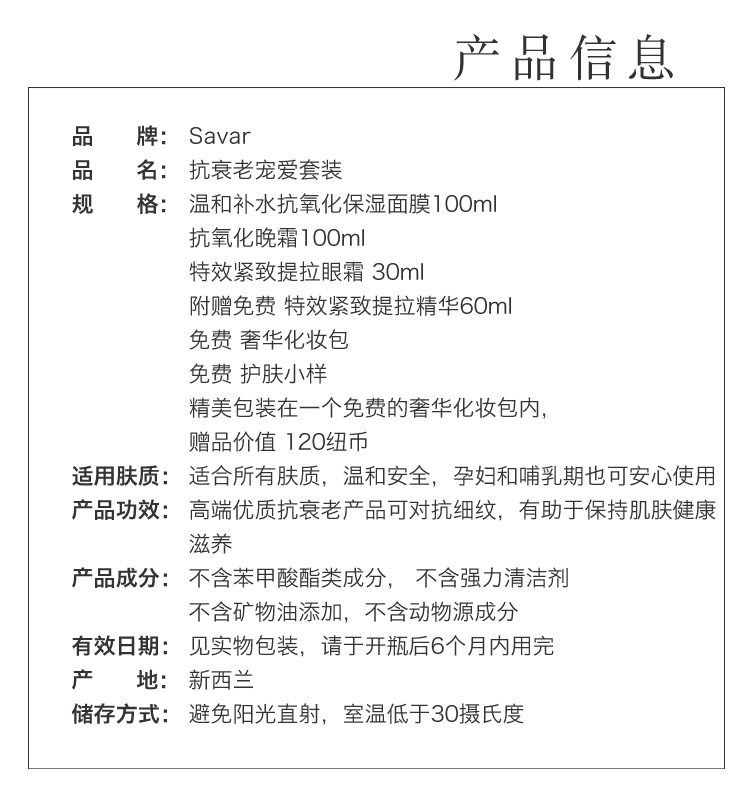 产品信息
品 牌：Savar
品 名：抗衰老宠爱套装
规 格：温和补水抗氧化保湿面膜100ml
抗氧化晚霜100ml
特效紧致提拉眼霜 30ml
附赠免费 特效紧致提拉精华60ml
免费 奢华化妆包
免费 护肤小样
精美包装在一个免费的奢华化妆包内，
赠品价值 120纽币
适用肤质：适合所有肤质，温和安全，孕妇和哺乳期也可安心使用
产品功效：高端优质抗衰老产品可对抗细纹，有助于保持肌肤健康
滋养
产品成分：不含苯甲酸酯类成分， 不含强力清洁剂
不含矿物油添加，不含动物源成分
有效日期：见实物包装，请于开瓶后6个月内用完
产 地：新西兰
储存方式：避免阳光直射，室温低于30摄氏度